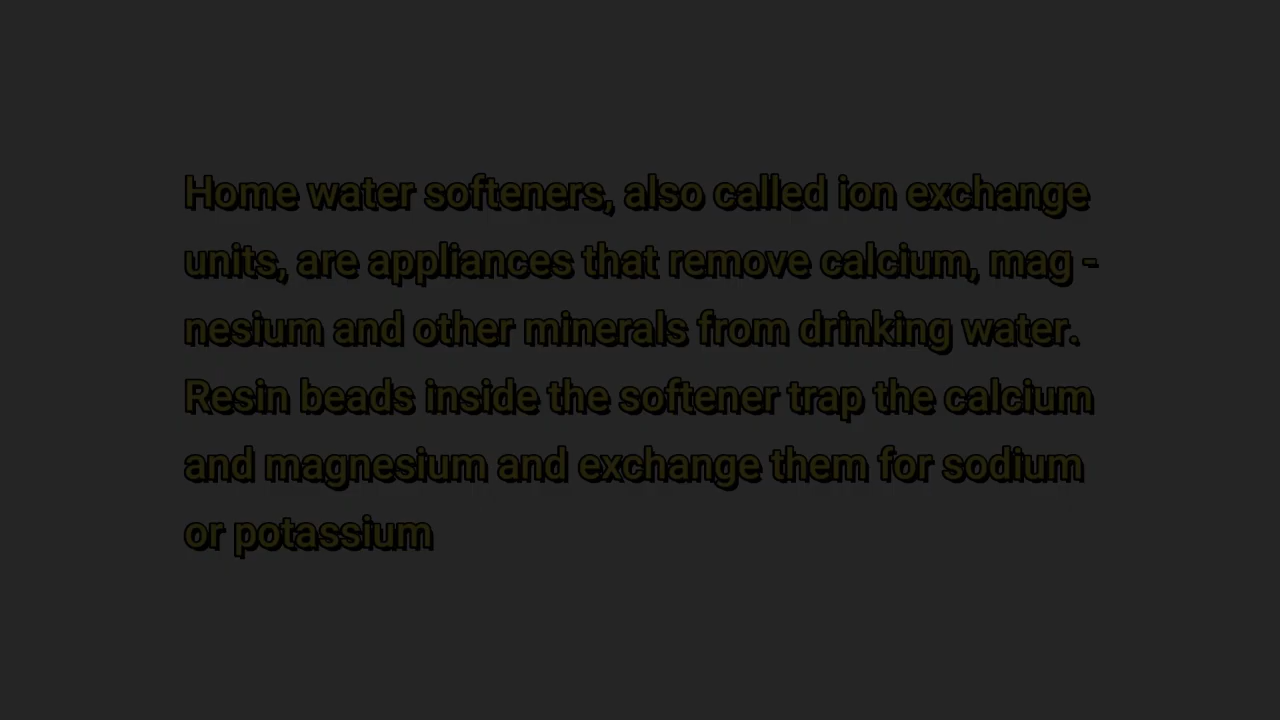 Home water softeners, also called ion exchange
units, are appliances that remove calcium, mag -
nesium and other minerals from drinking water.
Resin beads inside the softener trap the calcium
and magnesium and exchange them for sodium
or potassium